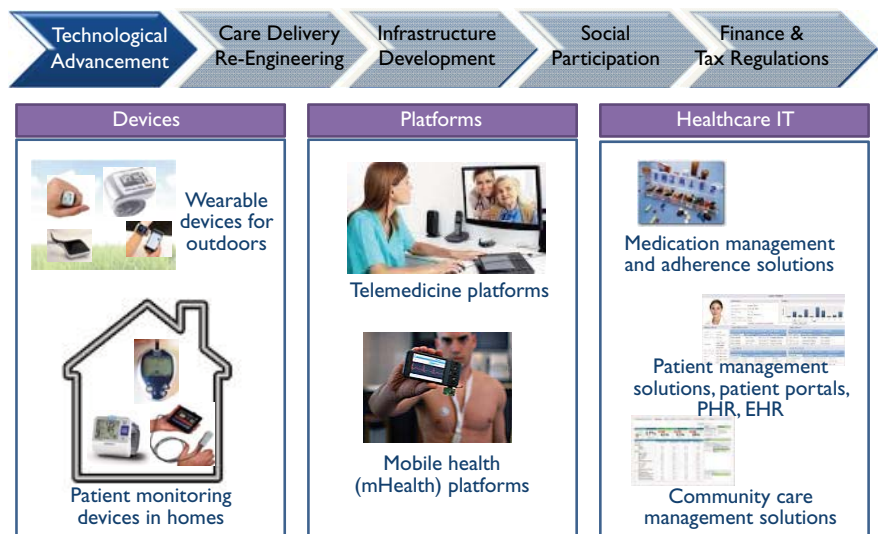 Technological
Advancement
Care Delivery
Re-Engineering
Infrastructure
Development
Social
Participation
Finance &
Tax Regulations
Devices
Wearable
devices for
outdoors
Patient monitoring
devices in homes
Platforms
Telemedicine platforms
Mobile health
(mHealth) platforms
Healthcare IT
Medication management
and adherence solutions
Patient management
solutions, patient portals,
PHR, EHR
Community care
management solutions